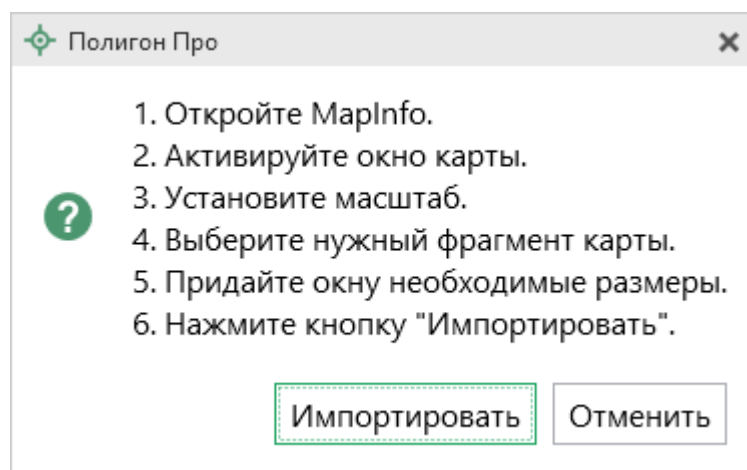 Полигон Про
1. Откройте MapInfo.
2. Активируйте окно карты.
3. Установите масштаб.
4. Выберите нужный фрагмент карты.
5. Придайте окну необходимые размеры.
6. Нажмите кнопку "Импортировать".
Импортировать Отменить